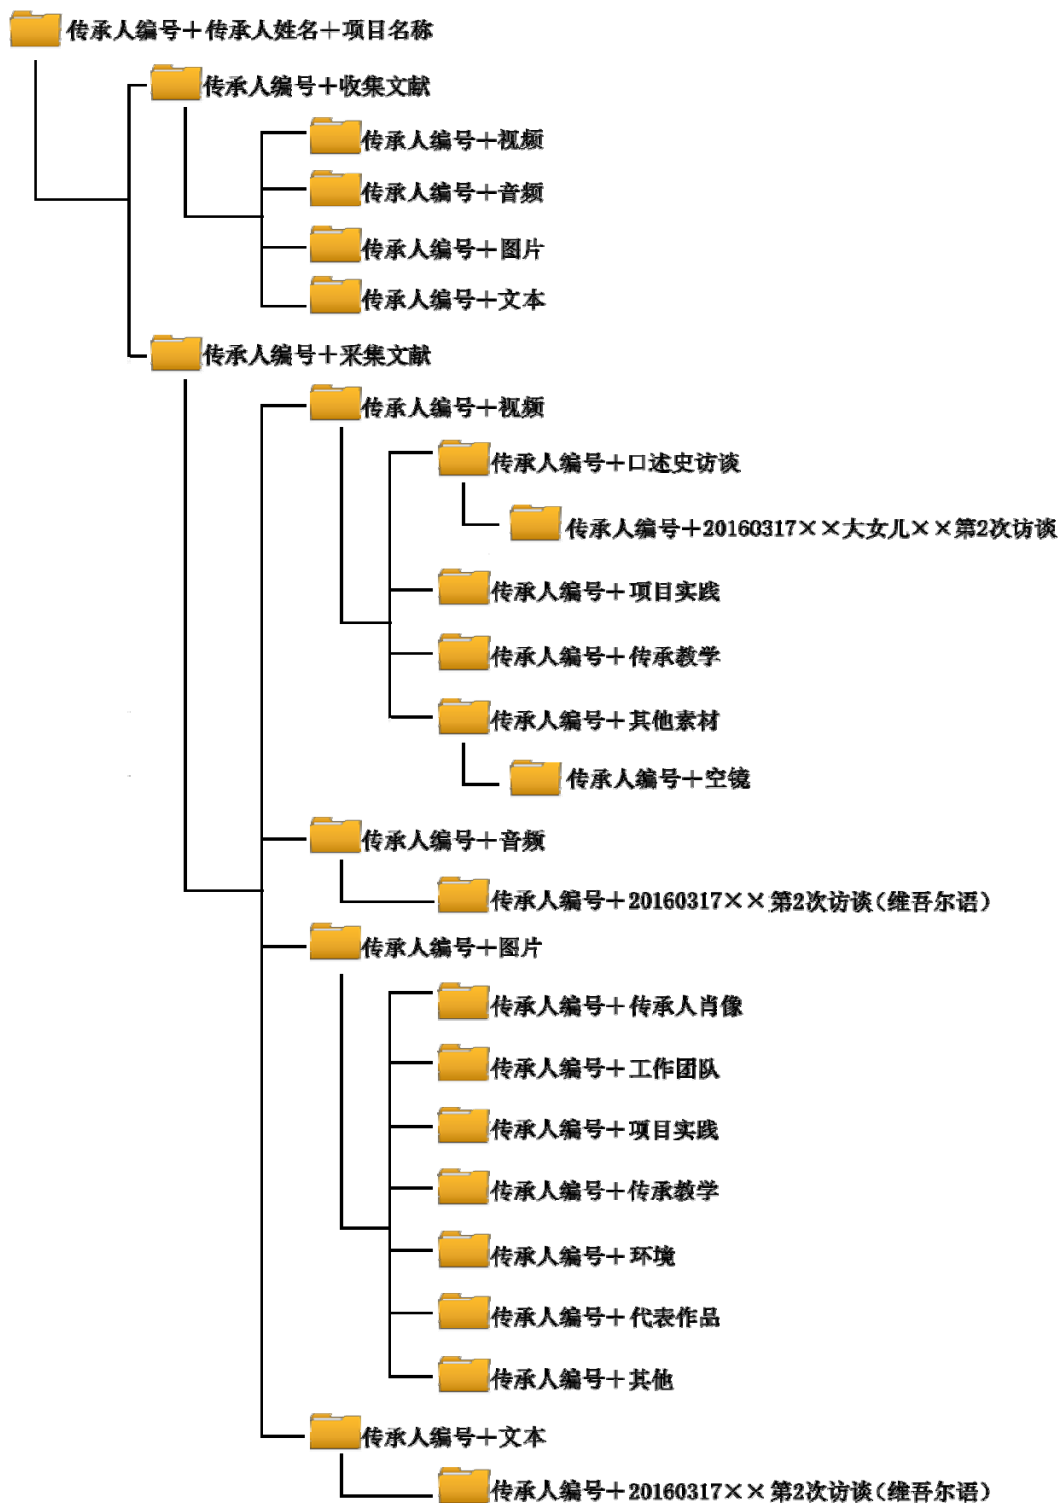 传承人编号+传承人姓名+项目名称
传承人编号+收集文献
传承人编号+视频
传承人编号+音频
传承人编号+图片
传承人编号+文本
传承人编号+采集文献
传承人编号+视频
传承人编号+口述史访谈
传承人编号+20160317××大女儿××第2次访谈
传承人编号+项目实践
传承人编号+传承教学
传承人编号+其他素材
传承人编号+空镜
传承人编号+音频
传承人编号+20160317××第2次访谈(维吾尔语)
传承人编号+图片
传承人编号+传承人肖像
传承人编号+工作团队
传承人编号+项目实践
传承人编号+传承教学
传承人编号+环境
传承人编号+代表作品
传承人编号+其他
传承人编号+文本
传承人编号+20160317××第2次访谈(维吾尔语)